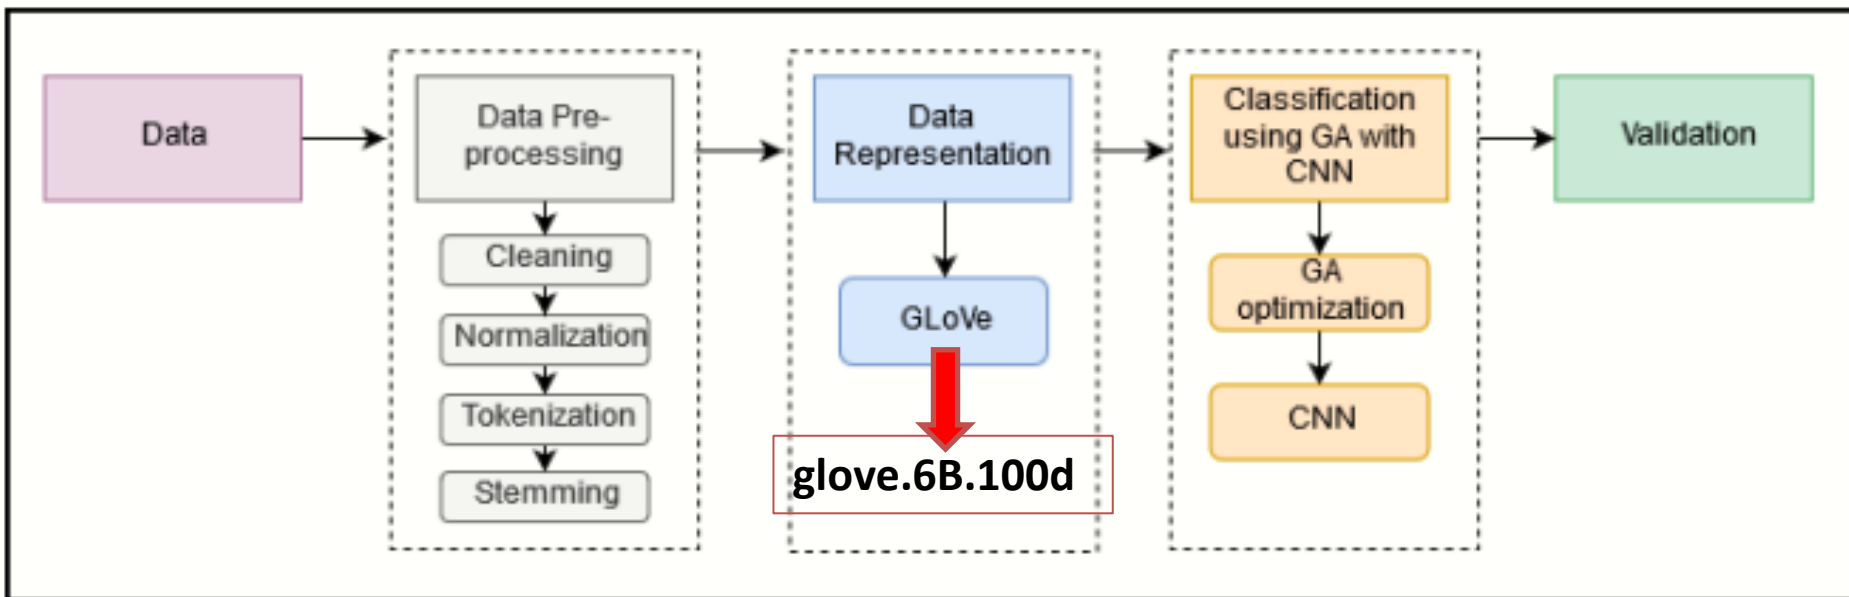 Data
Data Pre-
processing
Cleaning
Normalization
Tokenization
Stemming
Data
Representation
GLoVe
glove.6B.100d
Classification
using GA with
CNN
GA
optimization
CNN
Validation